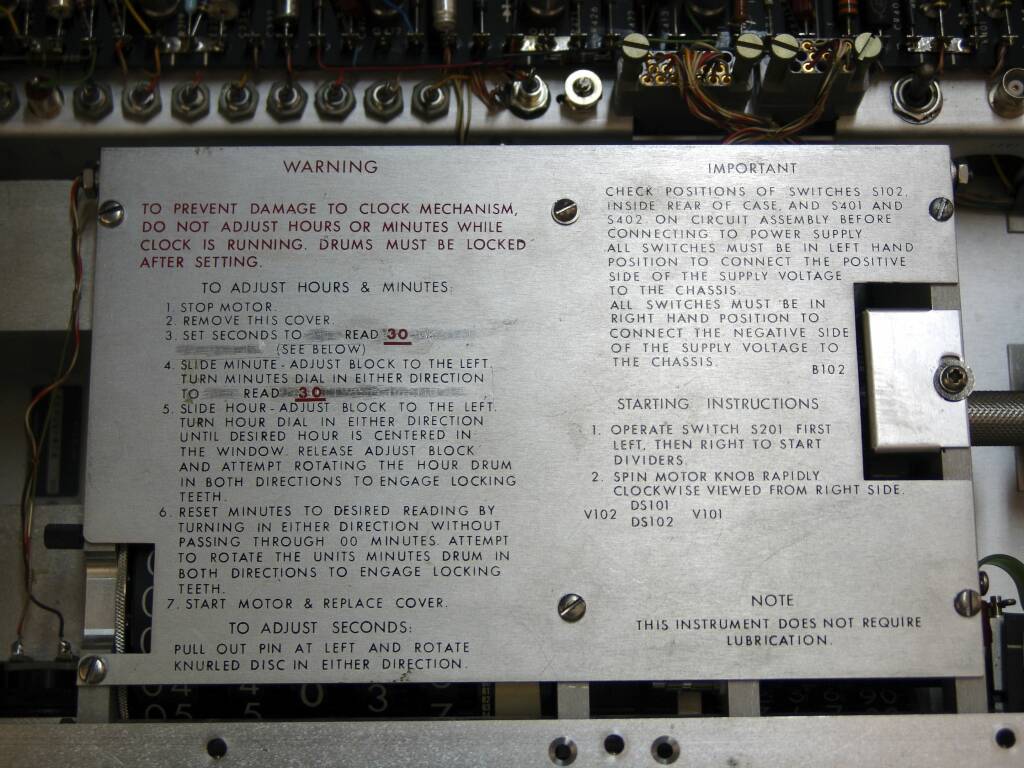 WARNING
TO PREVENT DAMAGE TO CLOCK MECHANISM,
DO NOT ADJUST HOURS OR MINUTES WHILE
CLOCK IS RUNNING. DRUMS MUST BE LOCKED
AFTER SETTING.
TO ADJUST HOURS & MINUTES:
1. STOP MOTOR.
2. REMOVE THIS COVER.
3. SET SECONDS TO READ 30
(SEE BELOW)
4. SLIDE MINUTE-ADJUST BLOCK TO THE LEFT.
TURN MINUTES DIAL IN EITHER DIRECTION
TO READ 30
5. SLIDE HOUR-ADJUST BLOCK TO THE LEFT.
TURN HOUR DIAL IN EITHER DIRECTION
UNTIL DESIRED HOUR IS CENTERED IN
THE WINDOW. RELEASE ADJUST BLOCK
AND ATTEMPT ROTATING THE HOUR DRUM
IN BOTH DIRECTIONS TO ENGAGE LOCKING
TEETH.
6. RESET MINUTES TO DESIRED READING BY
TURNING IN EITHER DIRECTION WITHOUT
PASSING THROUGH 00 MINUTES. ATTEMPT
TO ROTATE THE UNITS MINUTES DRUM IN
BOTH DIRECTIONS TO ENGAGE LOCKING
TEETH.
7. START MOTOR & REPLACE COVER.
TO ADJUST SECONDS:
PULL OUT PIN AT LEFT AND ROTATE
KNURLED DISC IN EITHER DIRECTION.
IMPORTANT
CHECK POSITIONS OF SWITCHES S102,
INSIDE REAR OF CASE, AND S401 AND
S402, ON CIRCUIT ASSEMBLY BEFORE
CONNECTING TO POWER SUPPLY.
ALL SWITCHES MUST BE IN LEFT HAND
POSITION TO CONNECT THE POSITIVE
SIDE OF THE SUPPLY VOLTAGE
TO THE CHASSIS.
ALL SWITCHES MUST BE IN
RIGHT HAND POSITION TO
CONNECT THE NEGATIVE SIDE
OF THE SUPPLY VOLTAGE TO
THE CHASSIS.
B102
STARTING INSTRUCTIONS
1. OPERATE SWITCH S201 FIRST
LEFT, THEN RIGHT TO START
DIVIDERS.
2. SPIN MOTOR KNOB RAPIDLY
CLOCKWISE VIEWED FROM RIGHT SIDE.
DS101
V102 V101
DS102
NOTE
THIS INSTRUMENT DOES NOT REQUIRE
LUBRICATION.
0 3